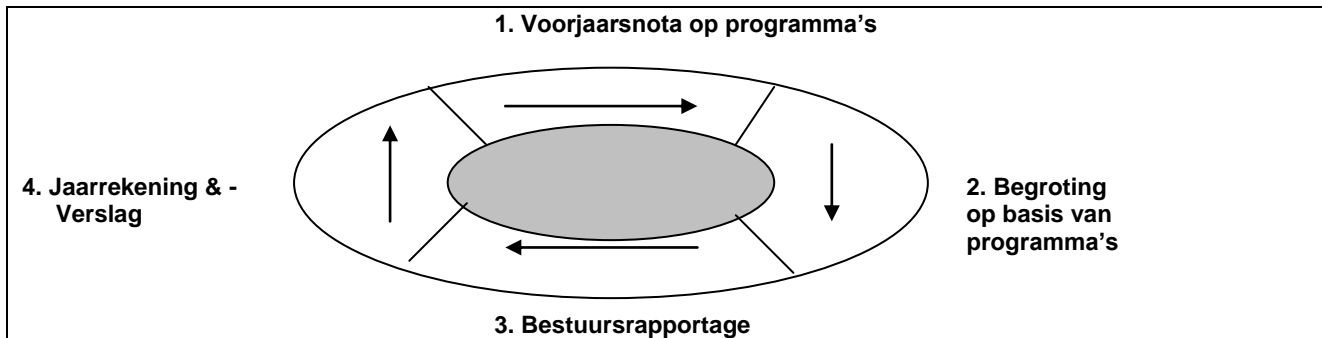 1. Voorjaarsnota op programma’s
4. Jaarrekening & -
Verslag
2. Begroting
op basis van
programma’s
3. Bestuursrapportage